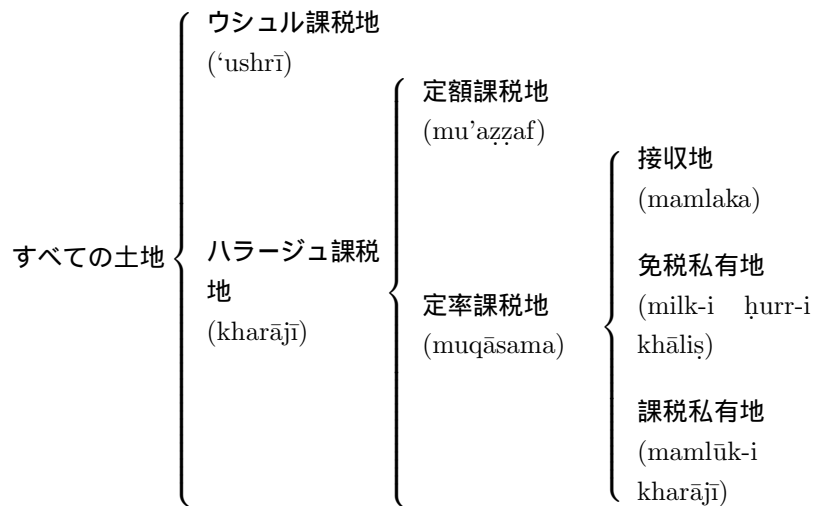 すべての土地
ウシュル課税地
(‘ushrī)
ハラージュ課税
地
(kharājī)
定額課税地
(mu’aẓẓaf)
定率課税地
(muqāsama)
接収地
(mamlaka)
免税私有地
(milk-i ḥurr-i
khāliṣ)
課税私有地
(mamlūk-i
kharājī)